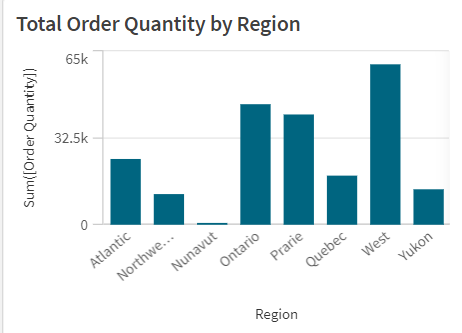 Total Order Quantity by Region
Sum([Order Quantity])
65k
32.5k
0
Atlantic
Northwe...
Nunavut
Ontario
Prarie
Quebec
West
Yukon
Region